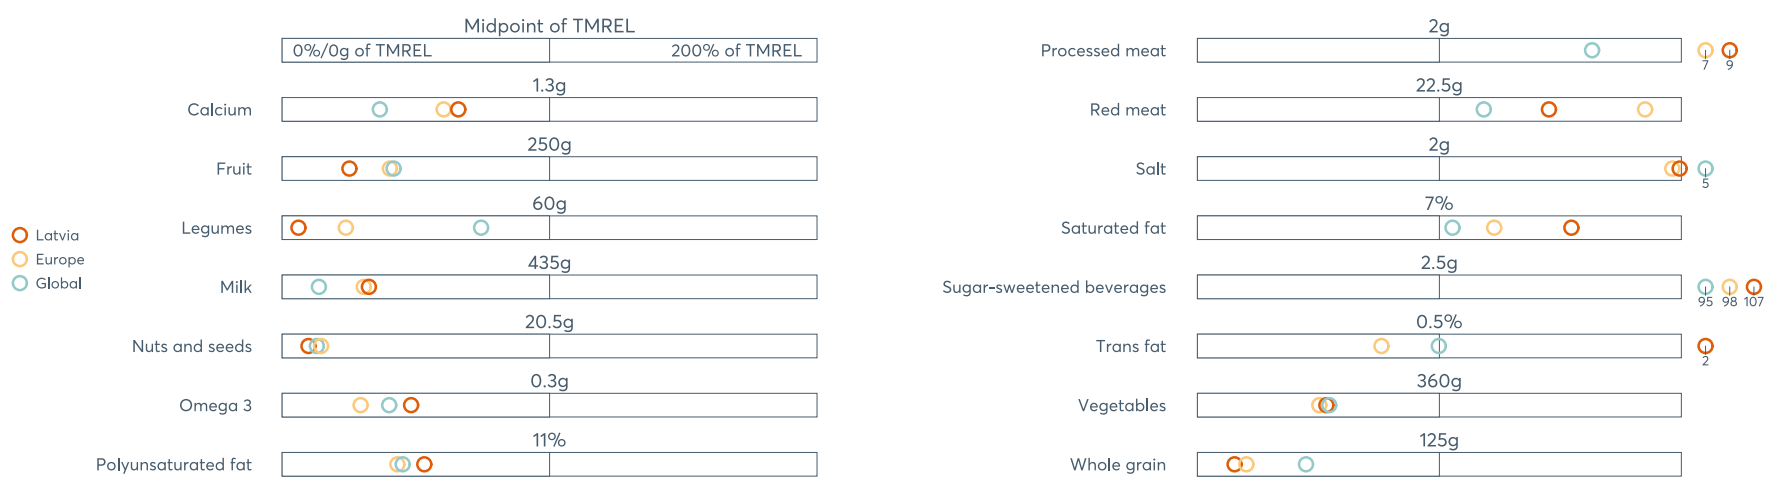 Midpoint of TMREL
0%/0g of TMREL 200% of TMREL
Calcium 1.3g
Fruit 250g
Legumes 60g
Milk 435g
Nuts and seeds 20.5g
Omega 3 0.3g
Polyunsaturated fat 11%
Latvia
Europe
Global
Processed meat 2g
7 9
Red meat 22.5g
Salt 2g
5
Saturated fat 7%
Sugar-sweetened beverages 2.5g
95 98 107
Trans fat 0.5%
2
Vegetables 360g
Whole grain 125g